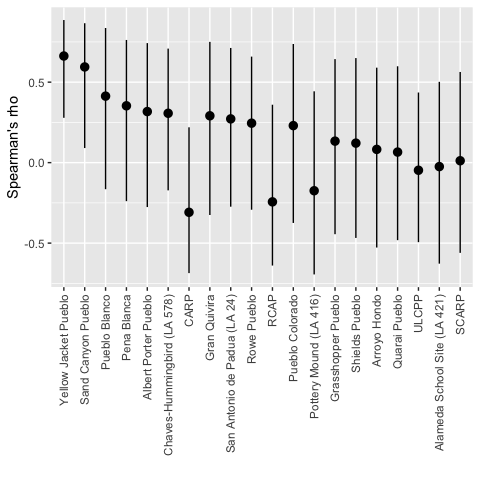 Spearman's rho
0.5
0.0
-0.5
Yellow Jacket Pueblo
Sand Canyon Pueblo
Pueblo Blanco
Pena Blanca
Albert Porter Pueblo
Chaves-Hummingbird (LA 578)
CARP
Gran Quivira
San Antonio de Padua (LA 24)
Rowe Pueblo
RCAP
Pueblo Colorado
Pottery Mound (LA 416)
Grasshopper Pueblo
Shields Pueblo
Arroyo Hondo
Quarai Pueblo
ULCPP
Alameda School Site (LA 421)
SCARP